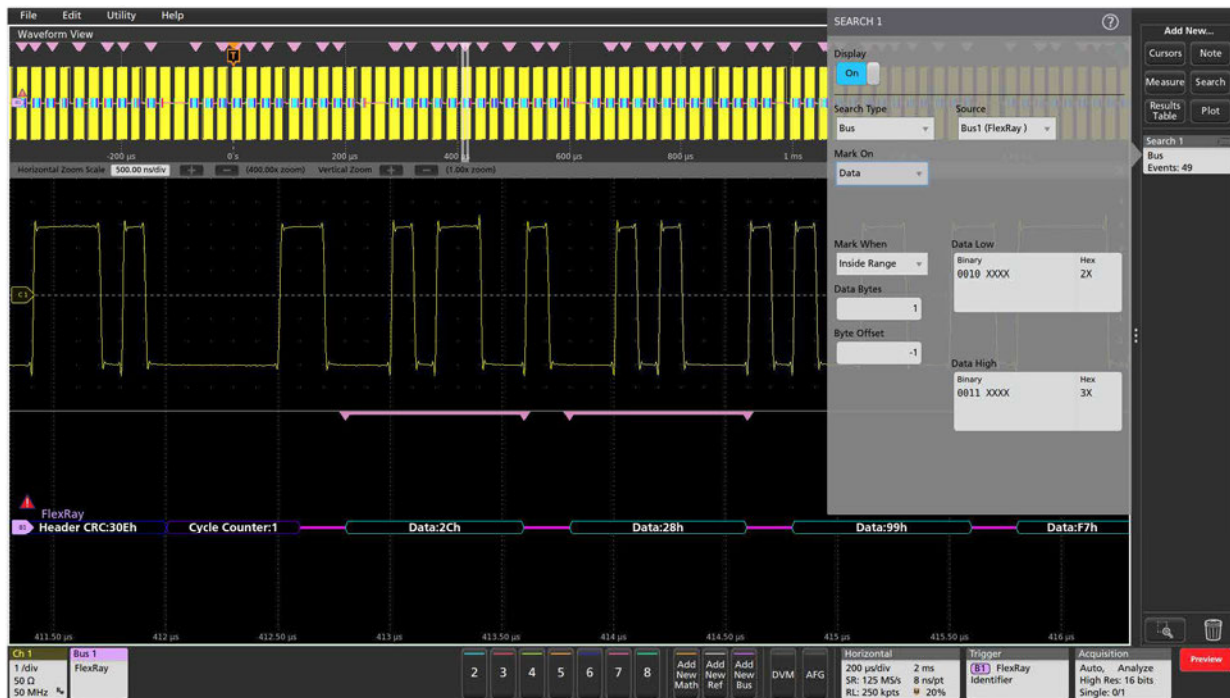 File Edit Utility Help
Waveform View
T
B1
-200 µs 0 s 200 µs 400 µs 600 µs 800 µs 1 ms
Horizontal Zoom Scale 500.00 ns/div + − (400.00x zoom) Vertical Zoom + − (1.00x zoom)
C1
FlexRay
B1 Header CRC:30Eh Cycle Counter:1 Data:2Ch Data:28h Data:99h Data:F7h
411.50 µs 412 µs 412.50 µs 413 µs 413.50 µs 414 µs 414.50 µs 415 µs 415.50 µs 416 µs
SEARCH 1 ?
Display
On
Search Type Source
Bus Bus1 (FlexRay )
Mark On
Data
Mark When Data Low
Inside Range Binary Hex
0010 XXXX 2X
Data Bytes
1
Byte Offset
-1
Data High
Binary Hex
0011 XXXX 3X
Add New...
Cursors Note
Measure Search
Results Table Plot
Search 1
Bus
Events: 49
Ch 1
1 /div
50 Ω
50 MHz
Bus 1
FlexRay
2 3 4 5 6 7 8
Add New Math
Add New Ref
Add New Bus
DVM AFG
Horizontal
200 µs/div 2 ms
SR: 125 MS/s 8 ns/pt
RL: 250 kpts 20%
Trigger
B1 FlexRay
Identifier
Acquisition
Auto, Analyze
High Res: 16 bits
Single: 0/1
Preview